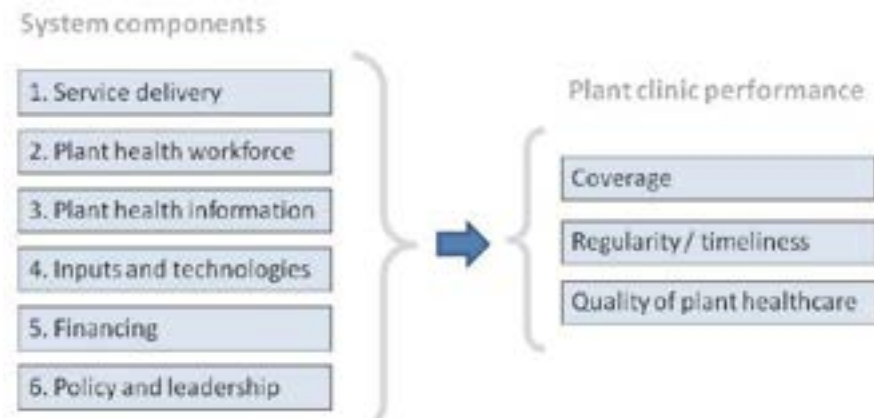 System components
1. Service delivery
2. Plant health workforce
3. Plant health information
4. Inputs and technologies
5. Financing
6. Policy and leadership
Plant clinic performance
Coverage
Regularity / timeliness
Quality of plant healthcare